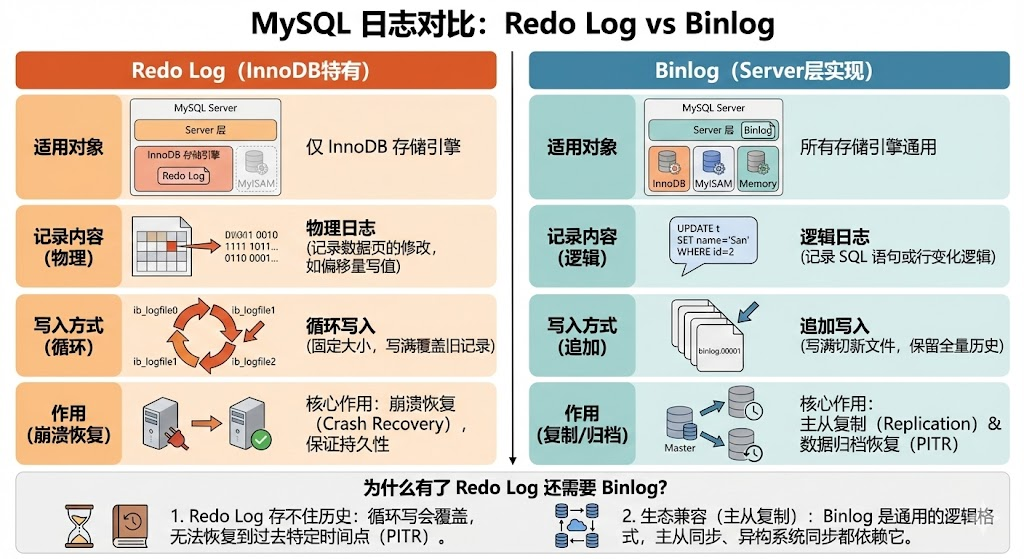 MySQL 日志对比：Redo Log vs Binlog
Redo Log（InnoDB特有）
适用对象
MySQL Server
Server 层
InnoDB 存储引擎
Redo Log
MyISAM
仅 InnoDB 存储引擎
记录内容
(物理)
1111 1011...
0110 0001...
物理日志
(记录数据页的修改，
如偏移量写值)
写入方式
(循环)
ib_logfile0
ib_logfile1
ib_logfile1
ib_logfile2
循环写入
(固定大小，写满覆盖旧记录)
作用
(崩溃恢复)
核心作用：崩溃恢复
（Crash Recovery），
保证持久性
Binlog（Server层实现）
适用对象
MySQL Server
Server 层
Binlog
InnoDB
MyISAM
Memory
所有存储引擎通用
记录内容
(逻辑)
UPDATE t
SET name='San'
WHERE id=2
逻辑日志
(记录 SQL 语句或行变化逻辑)
写入方式
(追加)
binlog.00001
追加写入
(写满切新文件，保留全量历史)
作用
(复制/归档)
Master
核心作用：
主从复制（Replication）&
数据归档恢复（PITR）
为什么有了 Redo Log 还需要 Binlog?
1. Redo Log 存不住历史：循环写会覆盖，
无法恢复到过去特定时间点（PITR）。
2. 生态兼容（主从复制）：Binlog 是通用的逻辑格
式，主从同步、异构系统同步都依赖它。